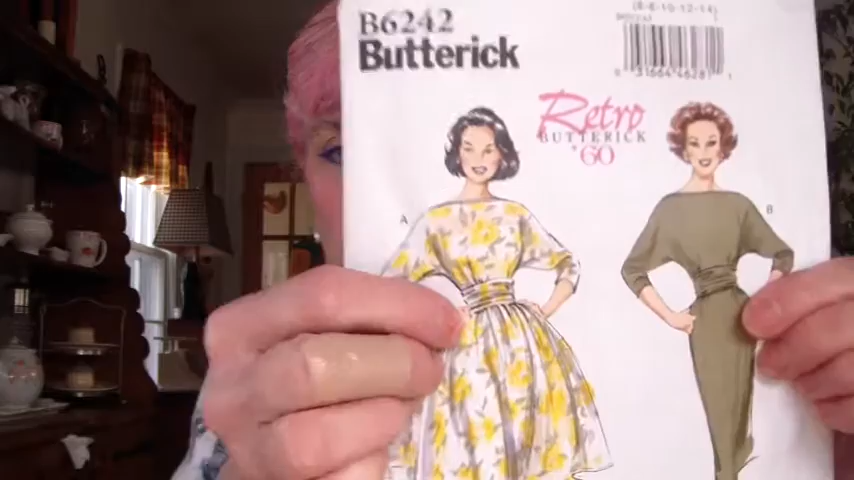 B6242
Butterick
(6-8-10-12-14)
Retro
BUTTERICK
'60
A
B